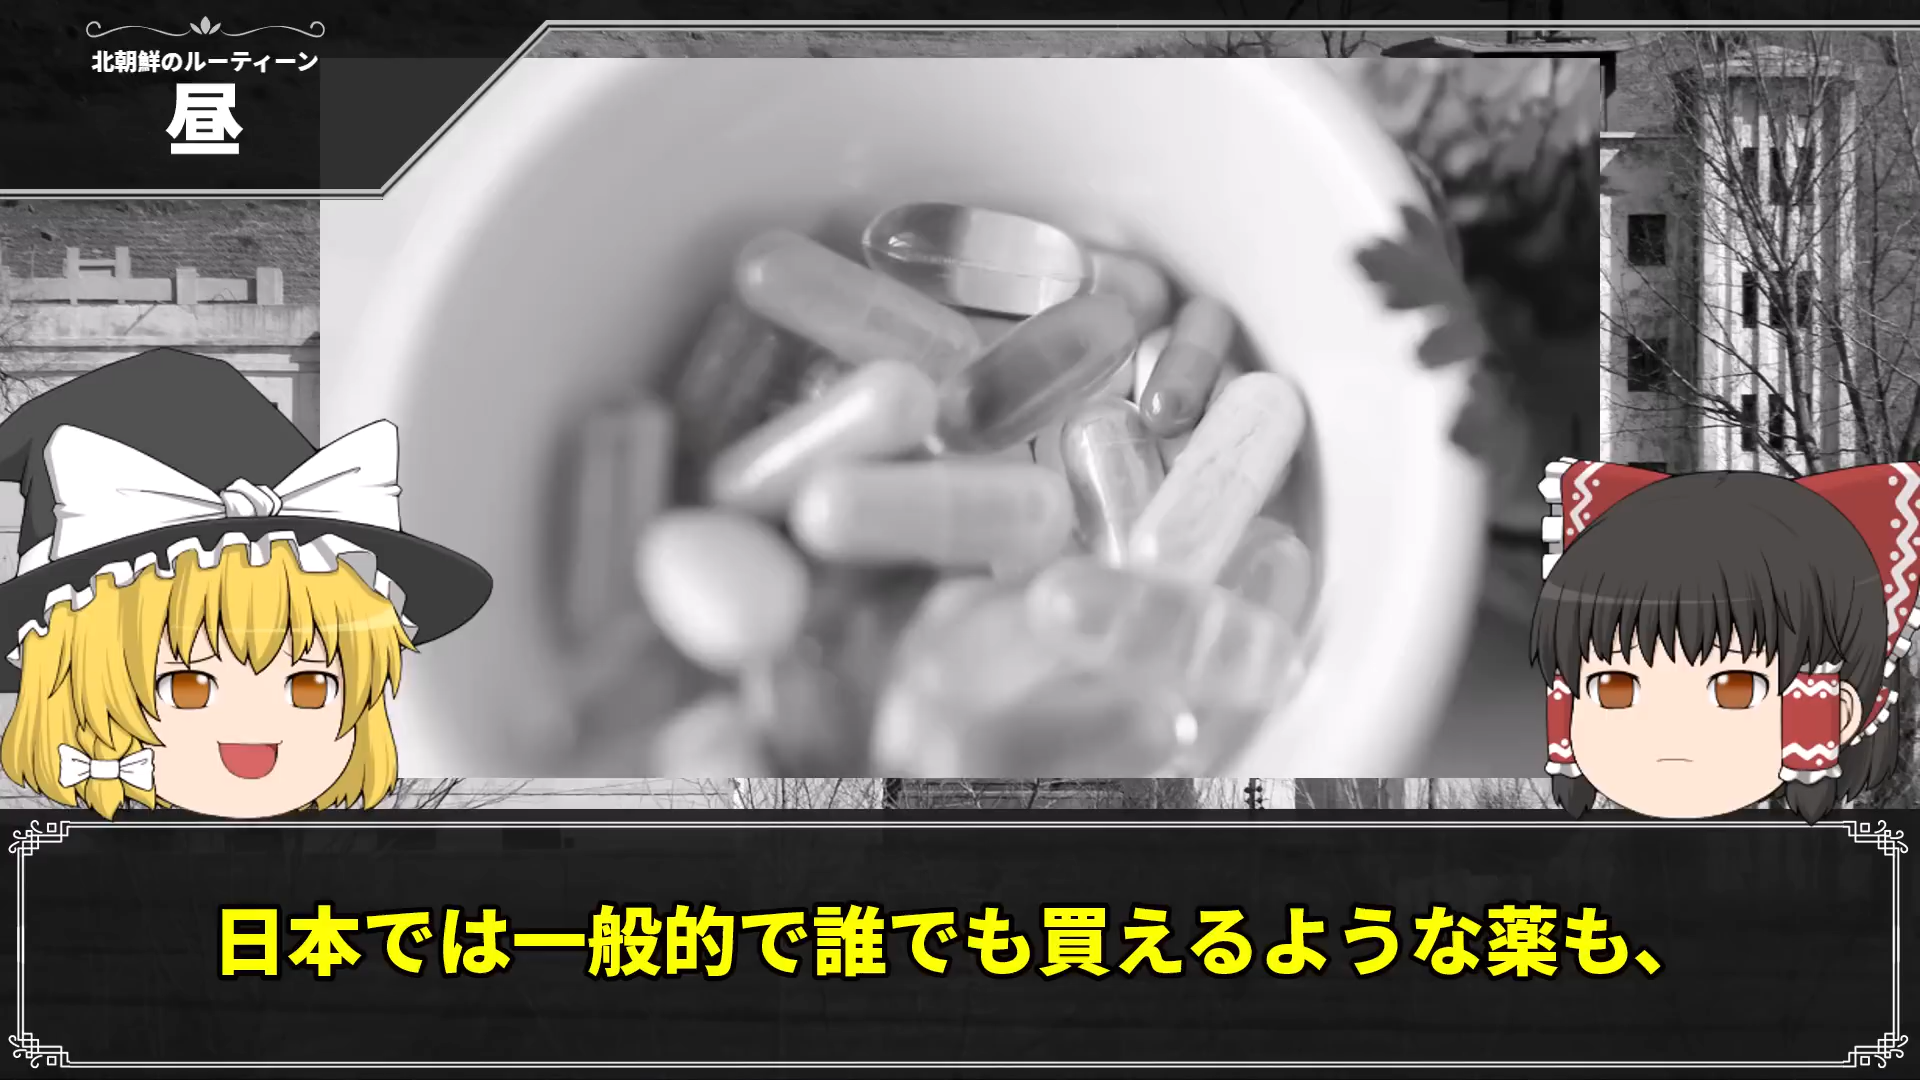 北朝鮮のルーティーン
昼
日本では一般的で誰でも買えるような薬も、